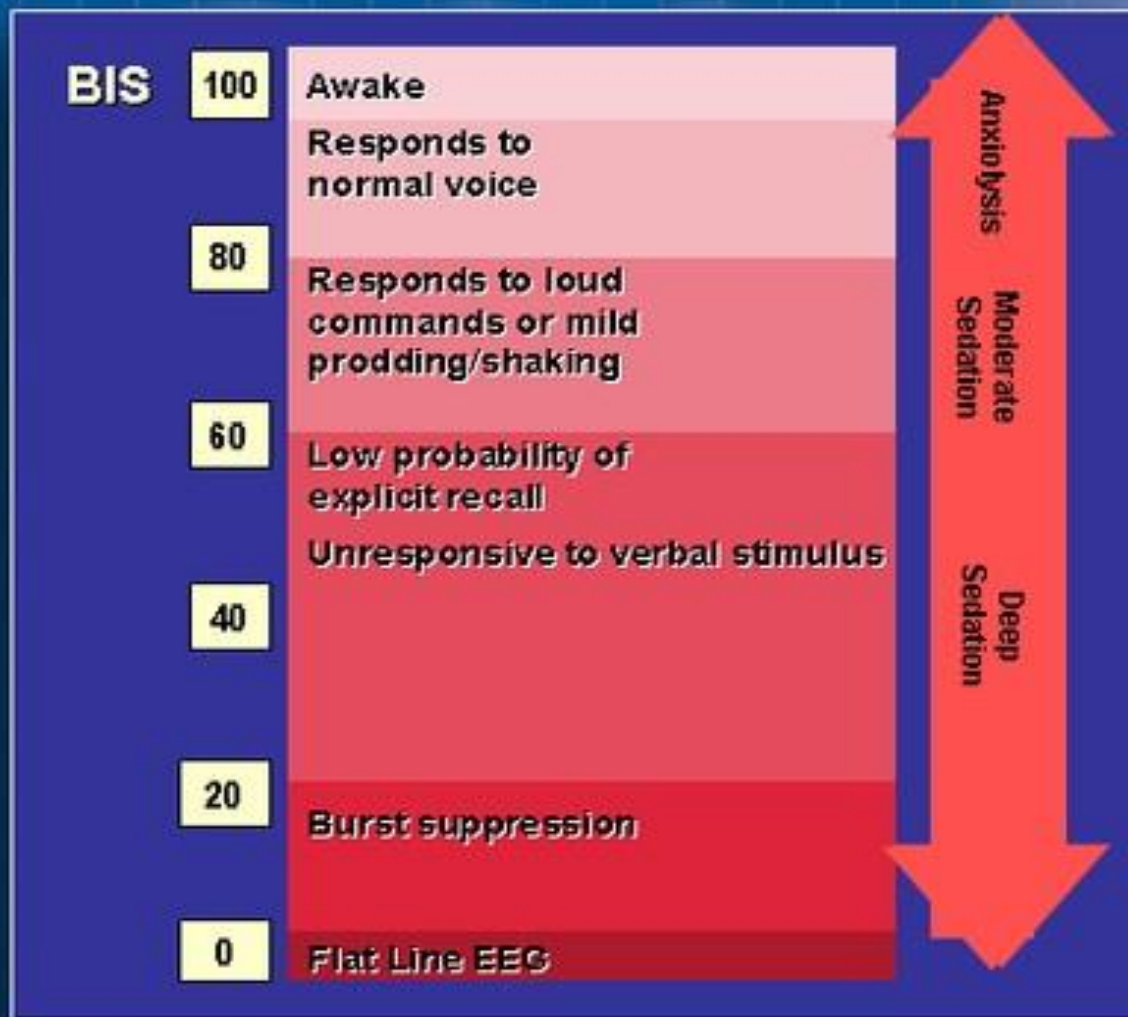 BIS
100
Awake
Responds to
normal voice
80
Responds to loud
commands or mild
prodding/shaking
60
Low probability of
explicit recall
Unresponsive to verbal stimulus
40
20
Burst suppression
0
Flat Line EEG
Anxiolysis
Moderate
Sedation
Deep
Sedation